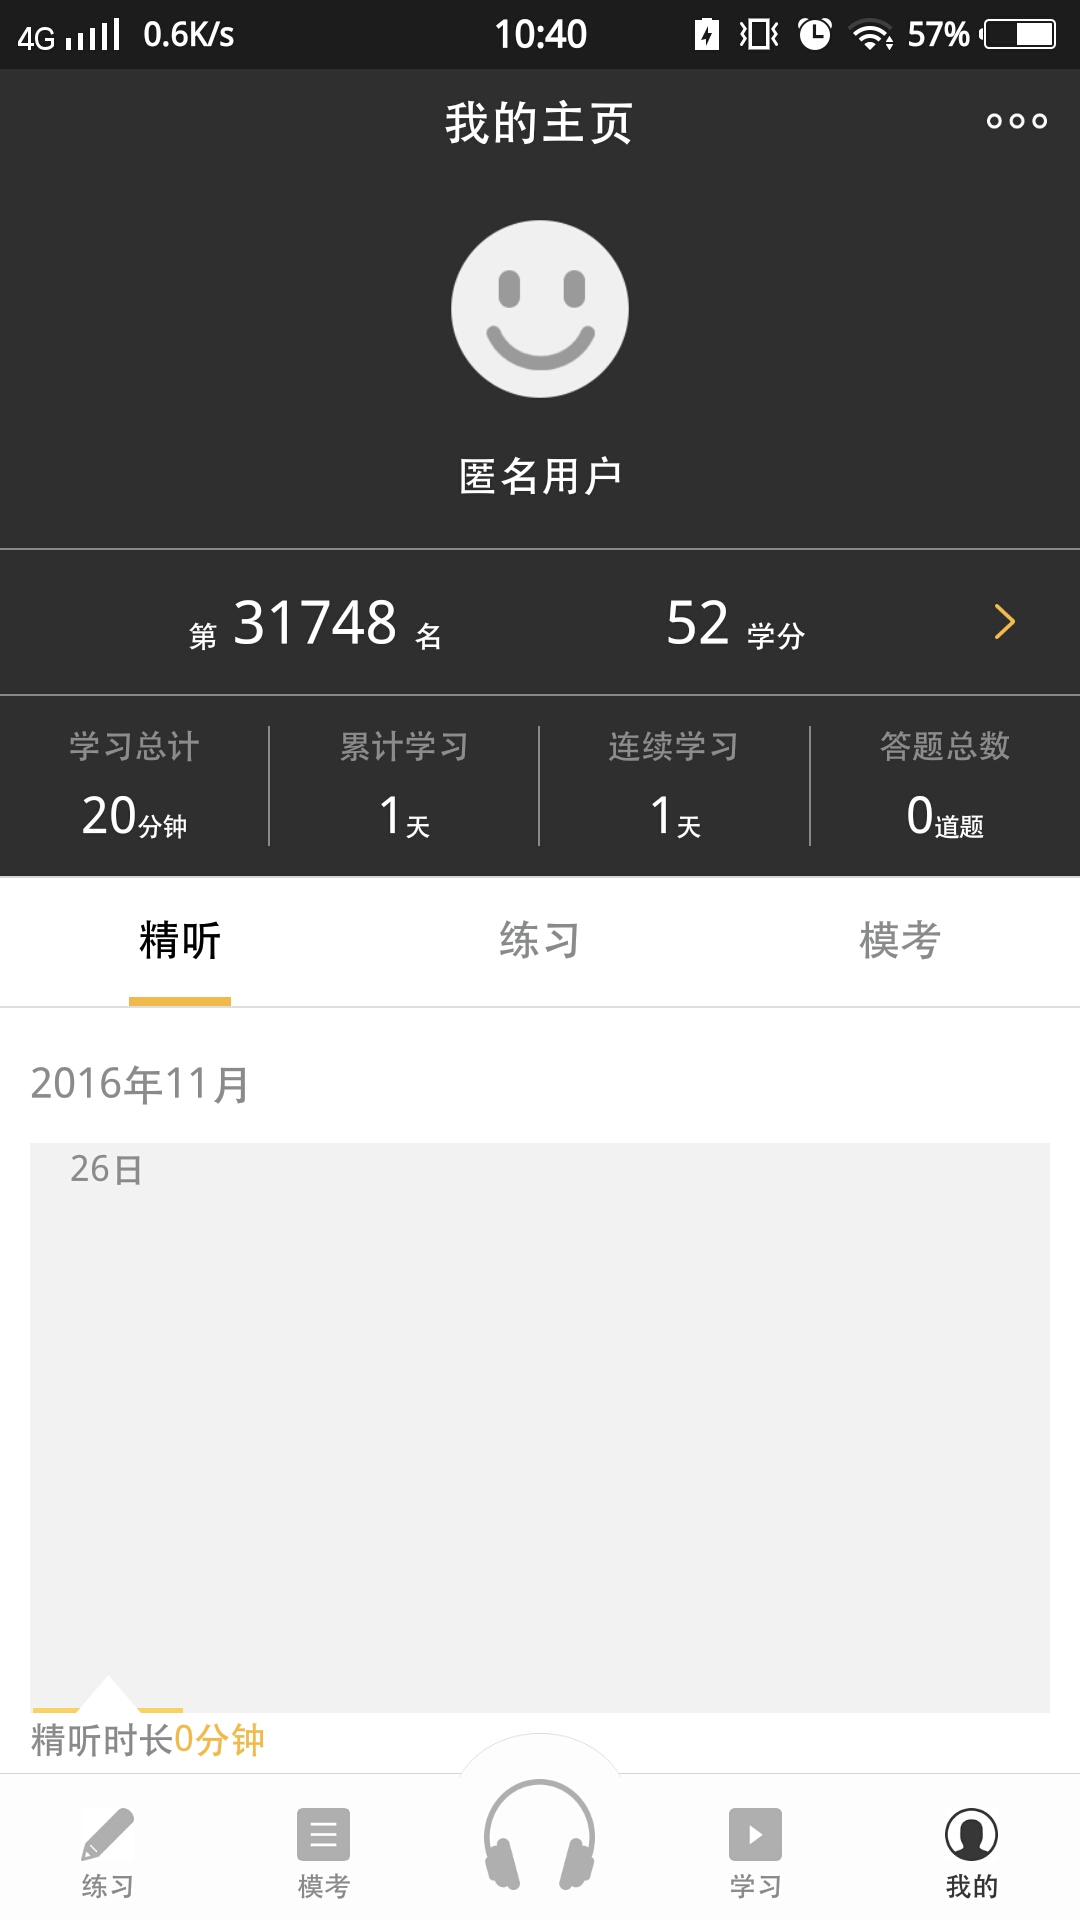 4G 0.6K/s 10:40 57%
我的主页
匿名用户
第 31748 名 52 学分
学习总计 累计学习 连续学习 答题总数
20分钟 1天 1天 0道题
精听 练习 模考
2016年11月
26日
精听时长0分钟
练习 模考 学习 我的